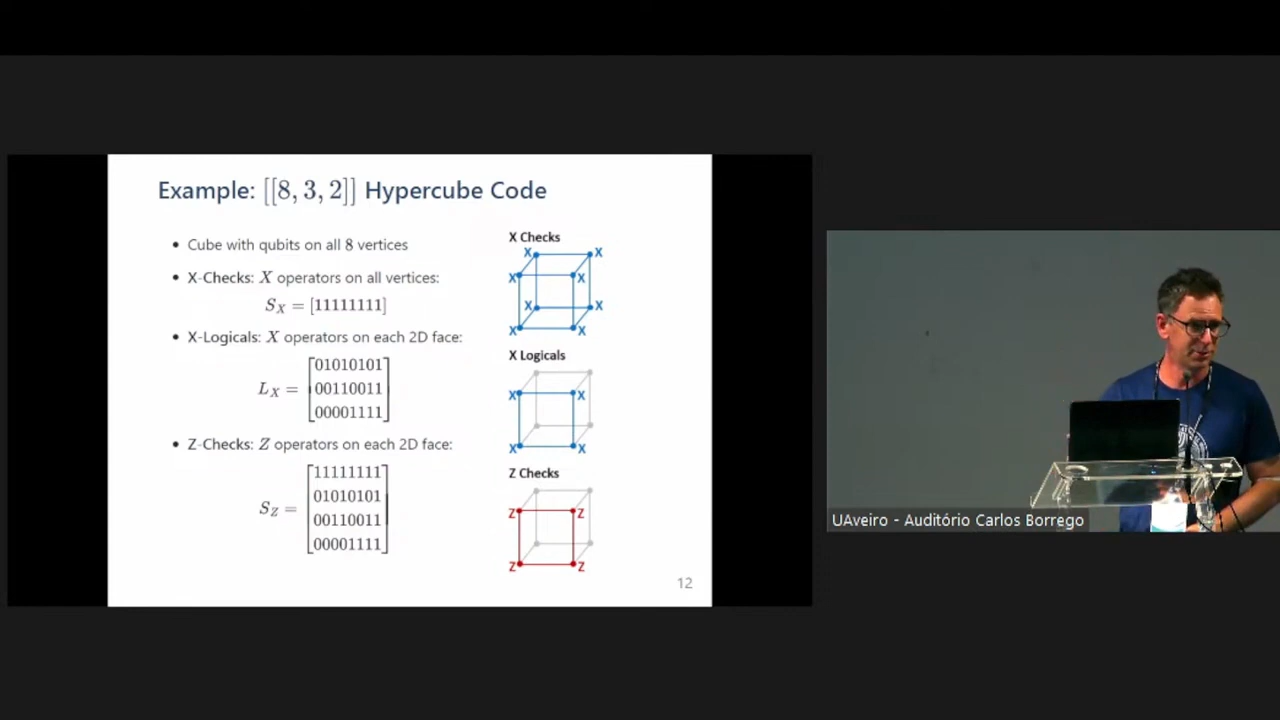 Example: [[8, 3, 2]] Hypercube Code
• Cube with qubits on all 8 vertices
• X-Checks: X operators on all vertices:
S_X = [11111111]
• X-Logicals: X operators on each 2D face:
L_X = [01010101
00110011
00001111]
• Z-Checks: Z operators on each 2D face:
S_Z = [11111111
01010101
00110011
00001111]
X Checks
X X
X X
X X
X X
X Logicals
X X
X X
Z Checks
Z Z
Z Z
12
UAveiro - Auditório Carlos Borrego